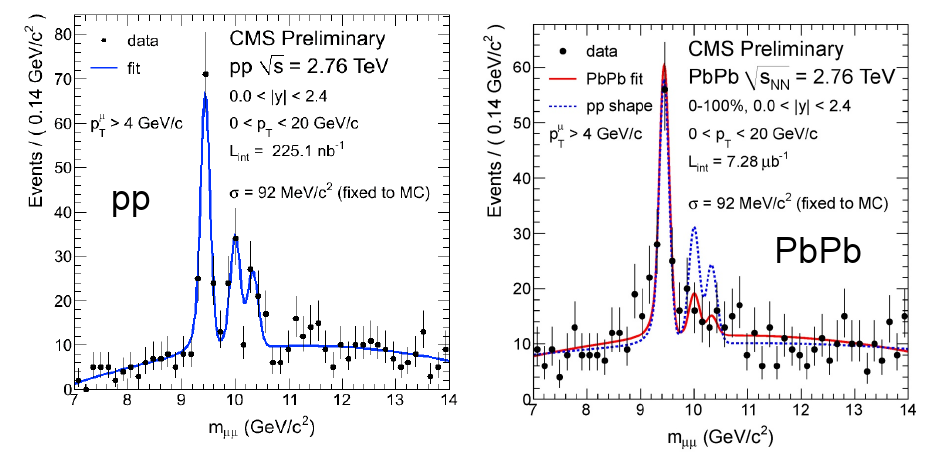 Events / ( 0.14 GeV/c² )
80
70
60
50
40
30
20
10
0
data
fit
p_T^μ > 4 GeV/c
pp
CMS Preliminary
pp √s = 2.76 TeV
0.0 < |y| < 2.4
0 < p_T < 20 GeV/c
L_int = 225.1 nb⁻¹
σ = 92 MeV/c² (fixed to MC)
7 8 9 10 11 12 13 14
m_μμ (GeV/c²)
Events / ( 0.14 GeV/c² )
60
50
40
30
20
10
0
data
PbPb fit
pp shape
p_T^μ > 4 GeV/c
CMS Preliminary
PbPb √s_NN = 2.76 TeV
0-100%, 0.0 < |y| < 2.4
0 < p_T < 20 GeV/c
L_int = 7.28 μb⁻¹
σ = 92 MeV/c² (fixed to MC)
PbPb
7 8 9 10 11 12 13 14
m_μμ (GeV/c²)